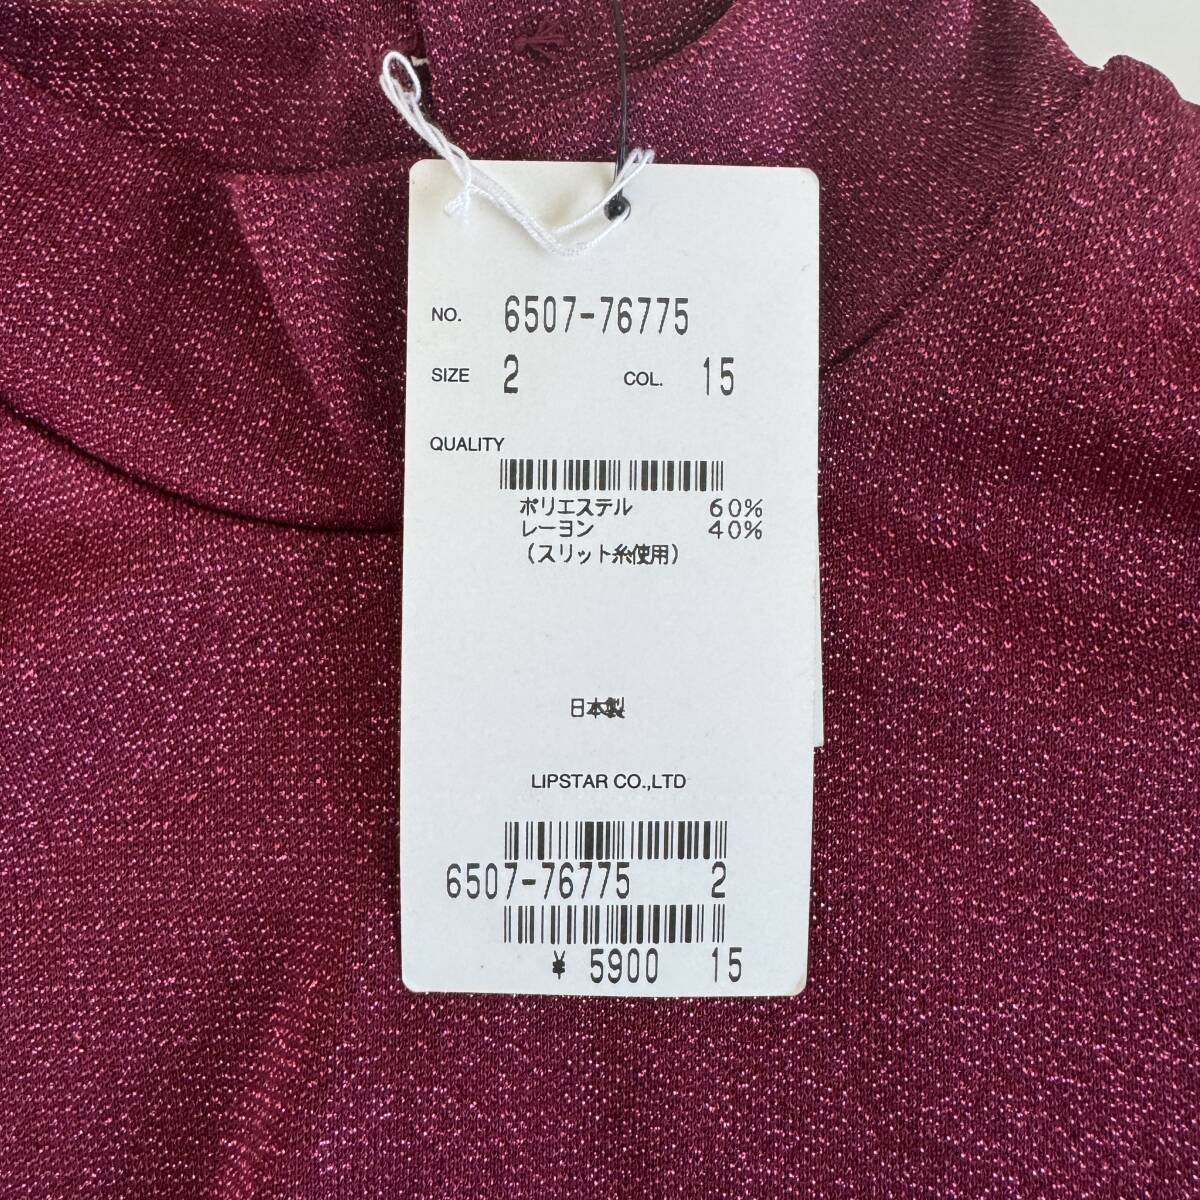 NO. 6507-76775
SIZE 2 COL. 15
QUALITY
ポリエステル 60%
レーヨン 40%
(スリット糸使用)
日本製
LIPSTAR CO.,LTD
6507-76775 2
¥ 5900 15